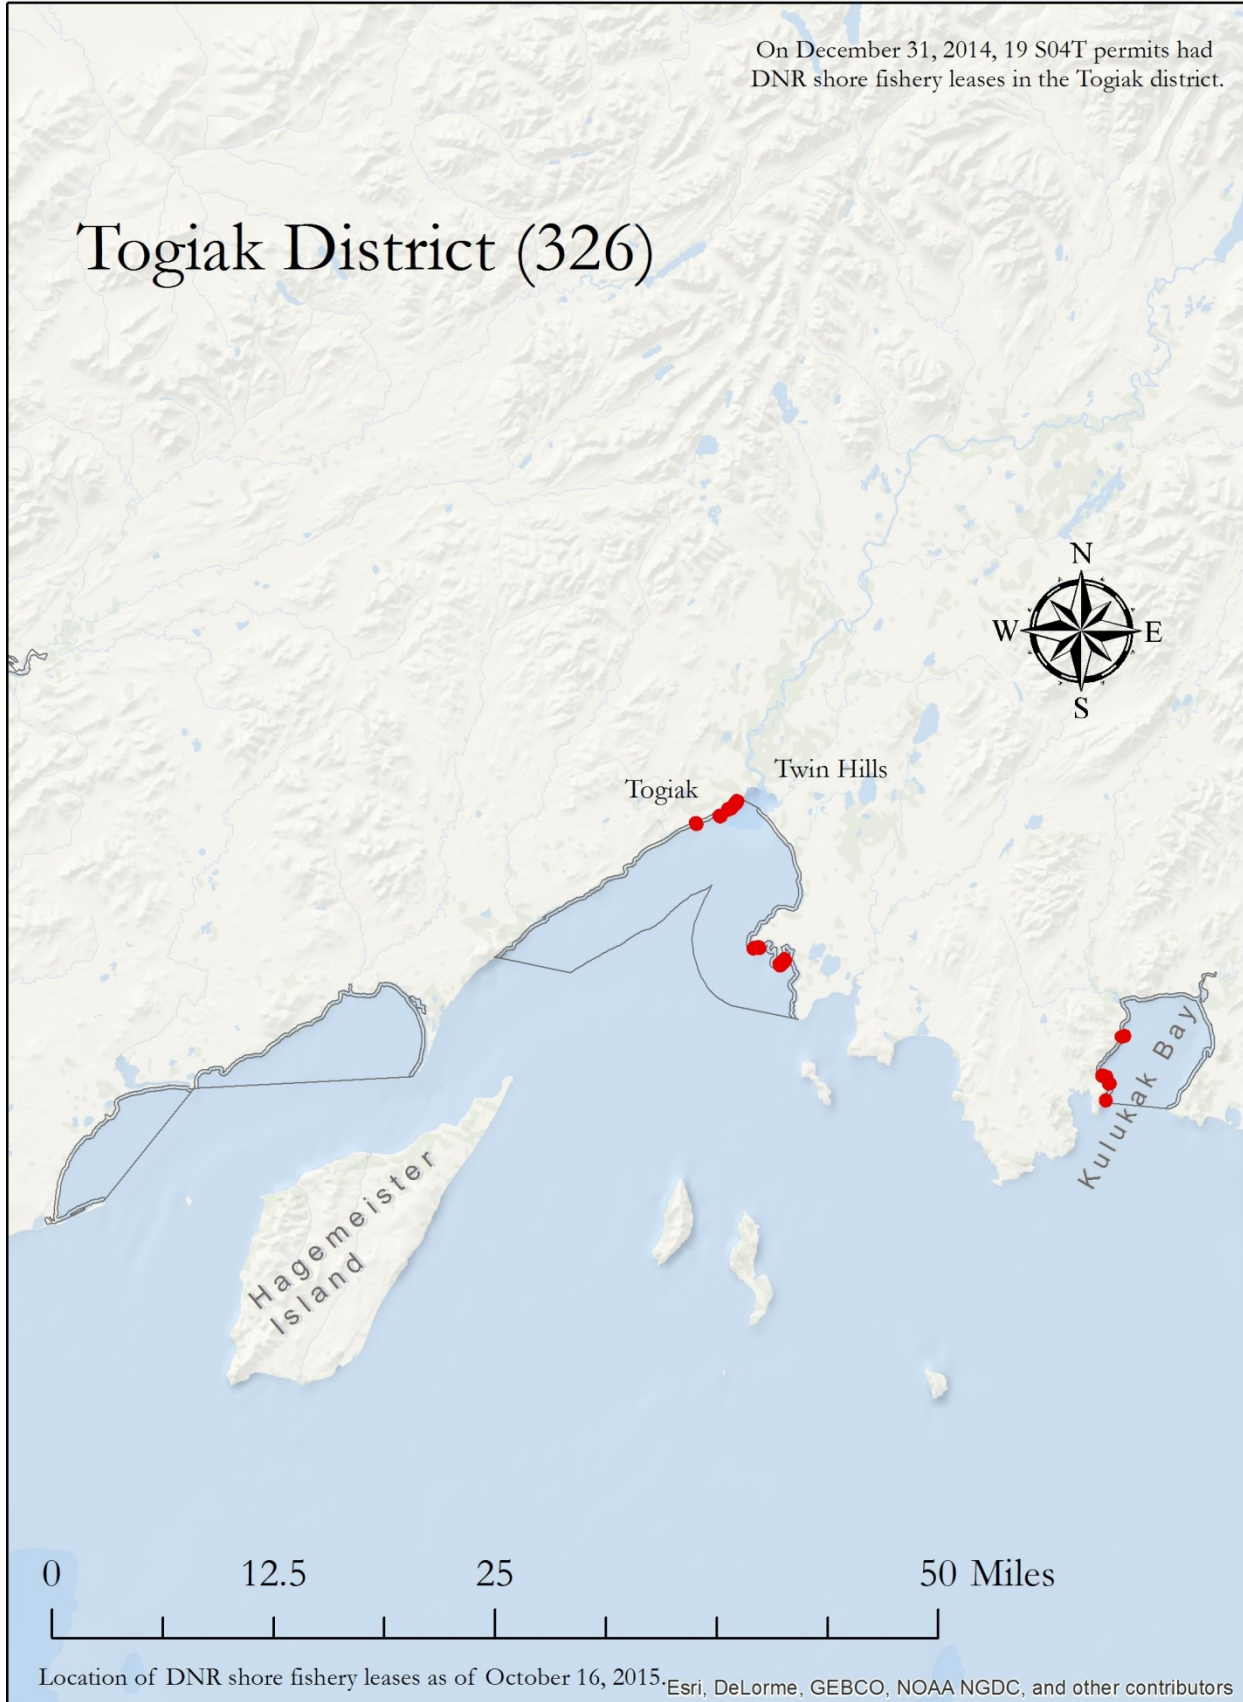 On December 31, 2014, 19 S04T permits had
DNR shore fishery leases in the Togiak district.
Togiak District (326)
N
W
E
S
Twin Hills
Togiak
Kulukak Bay
Hagemeister
Island
0 12.5 25 50 Miles
Location of DNR shore fishery leases as of October 16, 2015.
Esri, DeLorme, GEBCO, NOAA NGDC, and other contributors